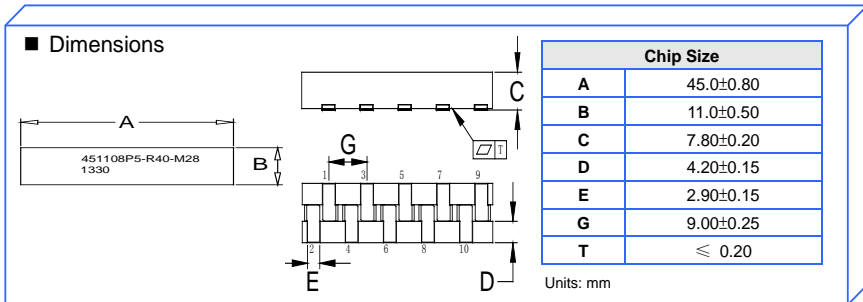 ■ Dimensions
A
451108P5-R40-M28
1330
B
C
T
G
1 3 5 7 9
2 4 6 8 10
E
D
Chip Size
A 45.0±0.80
B 11.0±0.50
C 7.80±0.20
D 4.20±0.15
E 2.90±0.15
G 9.00±0.25
T ≤ 0.20
Units: mm